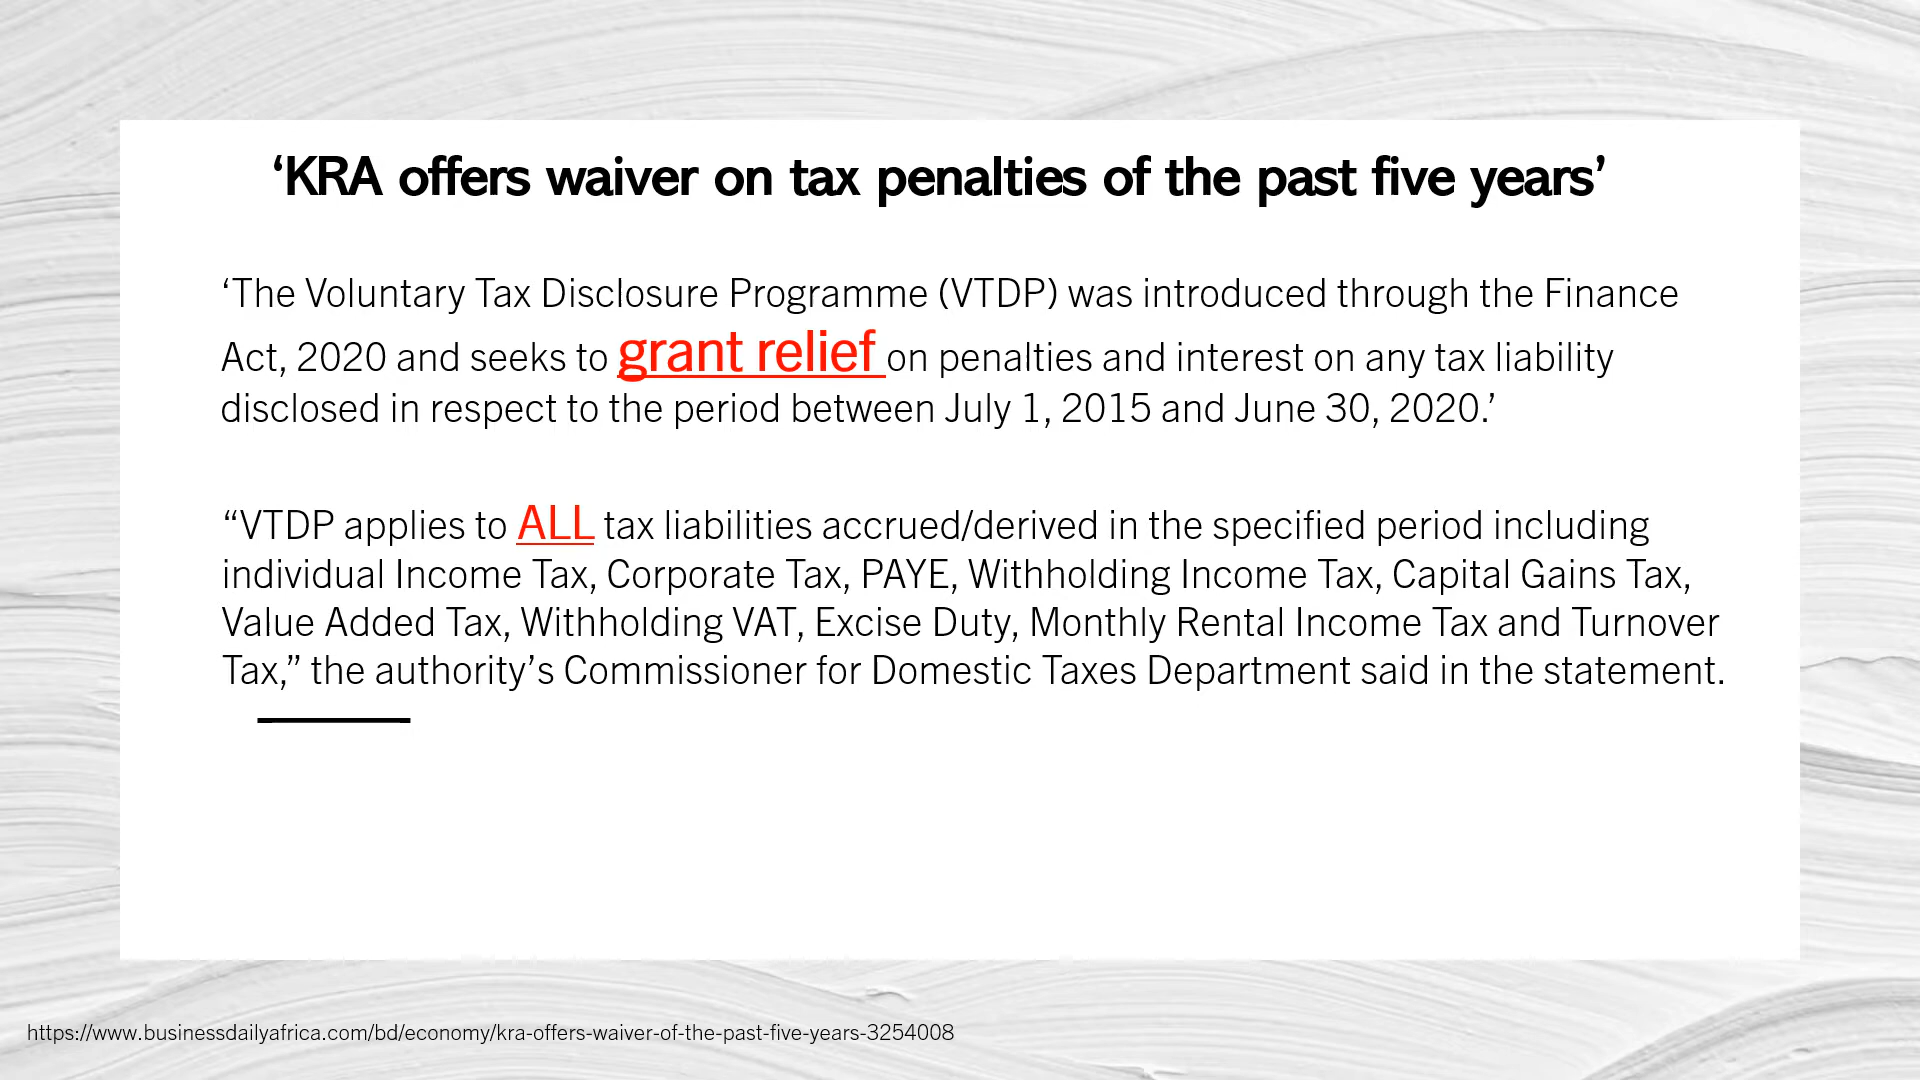 ‘KRA offers waiver on tax penalties of the past five years’
‘The Voluntary Tax Disclosure Programme (VTDP) was introduced through the Finance
Act, 2020 and seeks to grant relief on penalties and interest on any tax liability
disclosed in respect to the period between July 1, 2015 and June 30, 2020.’
“VTDP applies to ALL tax liabilities accrued/derived in the specified period including
individual Income Tax, Corporate Tax, PAYE, Withholding Income Tax, Capital Gains Tax,
Value Added Tax, Withholding VAT, Excise Duty, Monthly Rental Income Tax and Turnover
Tax,” the authority’s Commissioner for Domestic Taxes Department said in the statement.
https://www.businessdailyafrica.com/bd/economy/kra-offers-waiver-of-the-past-five-years-3254008